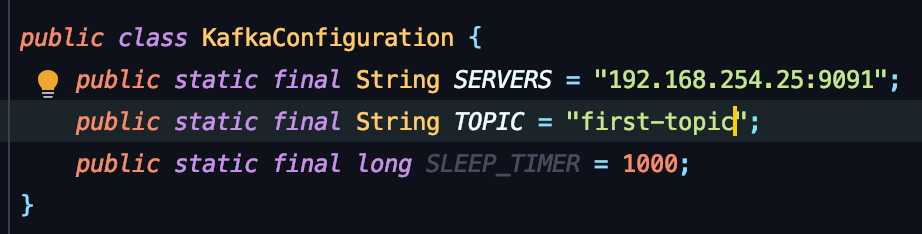 public class KafkaConfiguration {
public static final String SERVERS = "192.168.254.25:9091";
public static final String TOPIC = "first-topic";
public static final long SLEEP_TIMER = 1000;
}